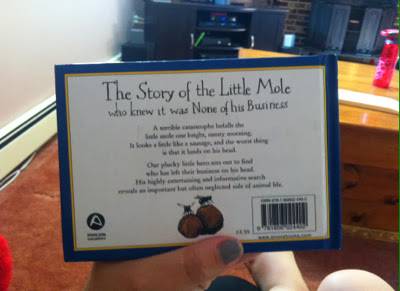 The Story of the Little Mole
who knew it was None of his Business
A terrible catastrophe befalls the
little mole one bright, sunny morning.
It looks a little like a sausage, and the worst thing
is that it lands on his head.
Our plucky little hero sets out to find
who has left their business on his head.
His highly entertaining and informative search
reveals an important but often neglected side of animal life.
£4.99